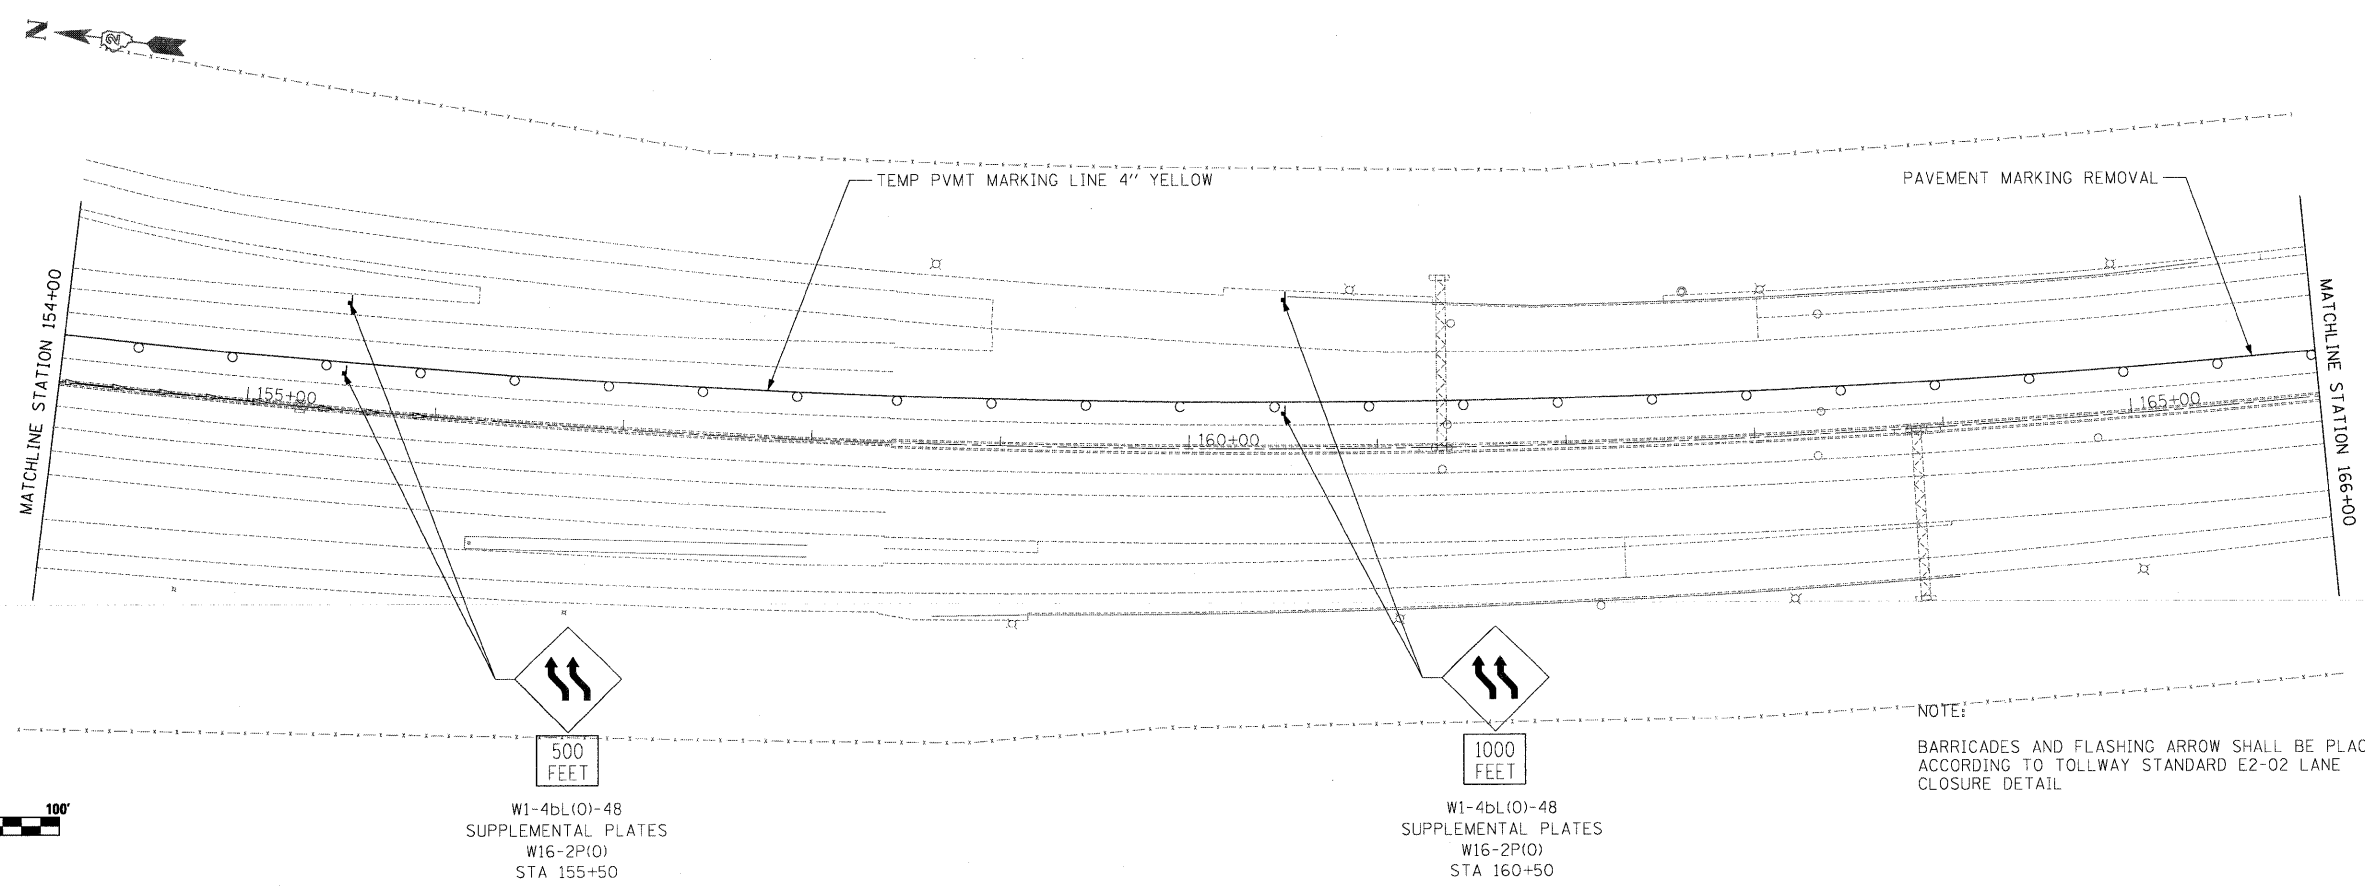 N
2
TEMP PVMT MARKING LINE 4" YELLOW
PAVEMENT MARKING REMOVAL
MATCHLINE STATION 154+00
155+00
160+00
165+00
MATCHLINE STATION 166+00
500
FEET
W1-4bL(O)-48
SUPPLEMENTAL PLATES
W16-2P(O)
STA 155+50
1000
FEET
W1-4bL(O)-48
SUPPLEMENTAL PLATES
W16-2P(O)
STA 160+50
NOTE:
BARRICADES AND FLASHING ARROW SHALL BE PLAC
ACCORDING TO TOLLWAY STANDARD E2-02 LANE
CLOSURE DETAIL
100'